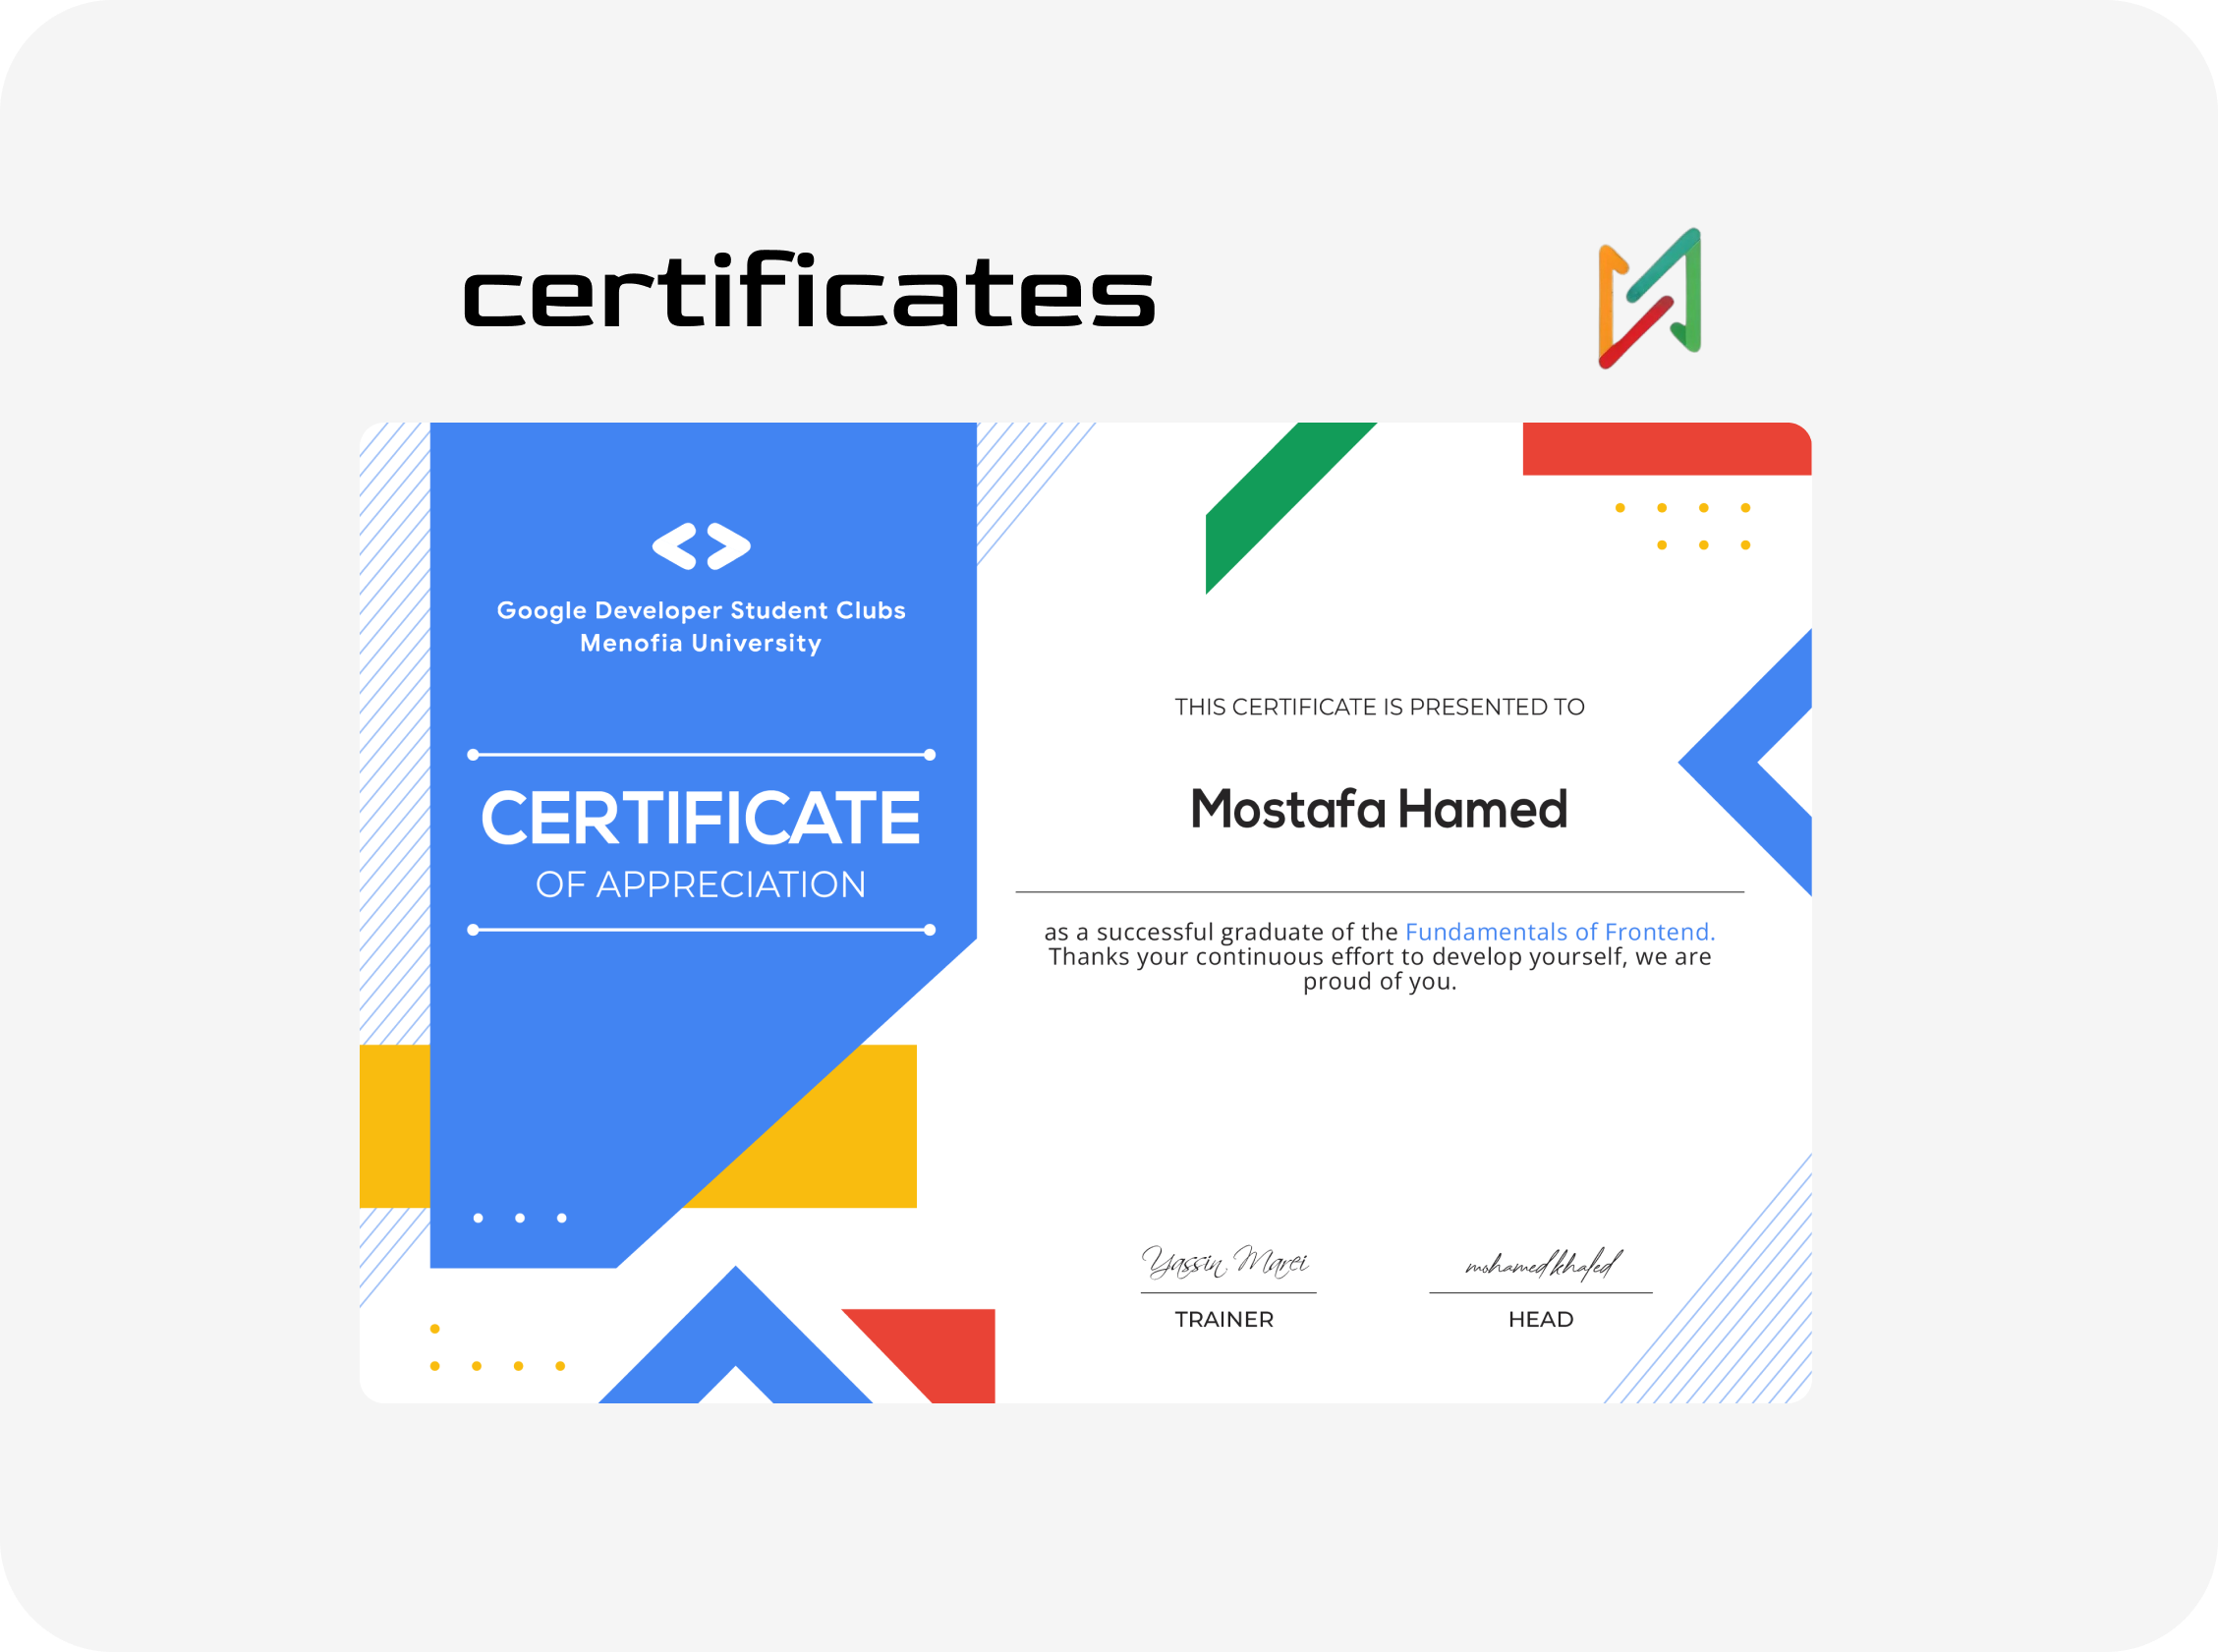 certificates
<>
Google Developer Student Clubs
Menofia University
CERTIFICATE
OF APPRECIATION
THIS CERTIFICATE IS PRESENTED TO
Mostafa Hamed
as a successful graduate of the Fundamentals of Frontend.
Thanks your continuous effort to develop yourself, we are
proud of you.
Yassin Marei
TRAINER
mohamed khaled
HEAD